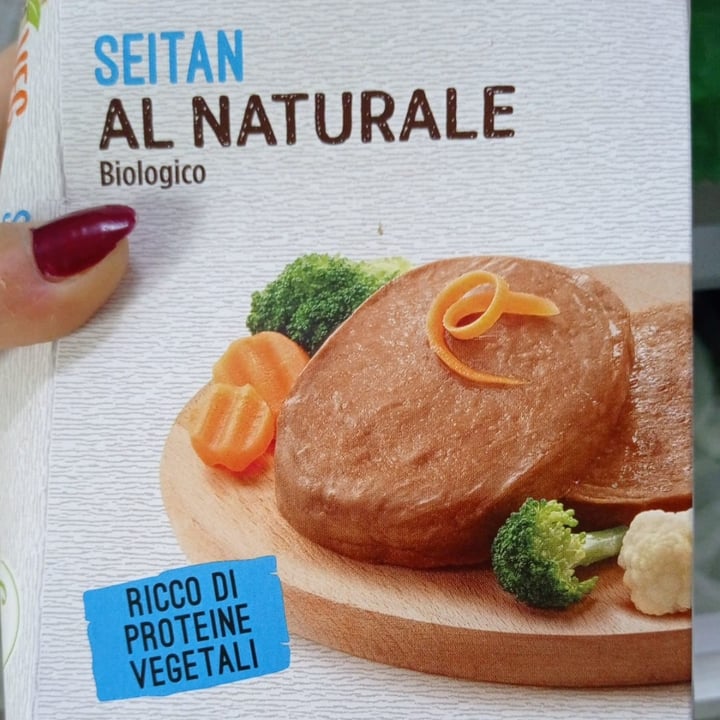 SEITAN
AL NATURALE
Biologico
RICCO DI
PROTEINE
VEGETALI